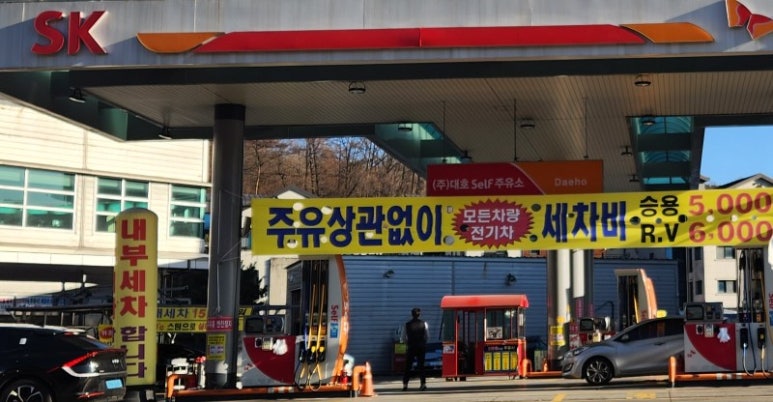 SK
(주)대호 Self 주유소 Daeho
주유상관없이 모든차량 전기차 세차비 승용 5,000
R.V 6,000
내부세차 합니다
Self